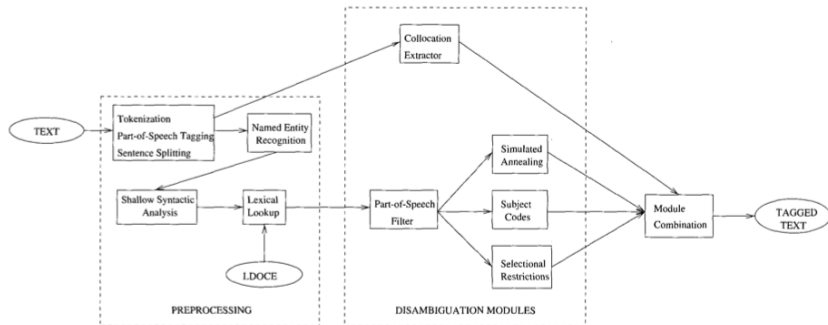 Collocation
Extractor
TEXT
Tokenization
Part-of-Speech Tagging
Sentence Splitting
Named Entity
Recognition
Simulated
Annealing
Shallow Syntactic
Analysis
Lexical
Lookup
Part-of-Speech
Filter
Subject
Codes
Module
Combination
TAGGED
TEXT
Selectional
Restrictions
LDOCE
PREPROCESSING
DISAMBIGUATION MODULES